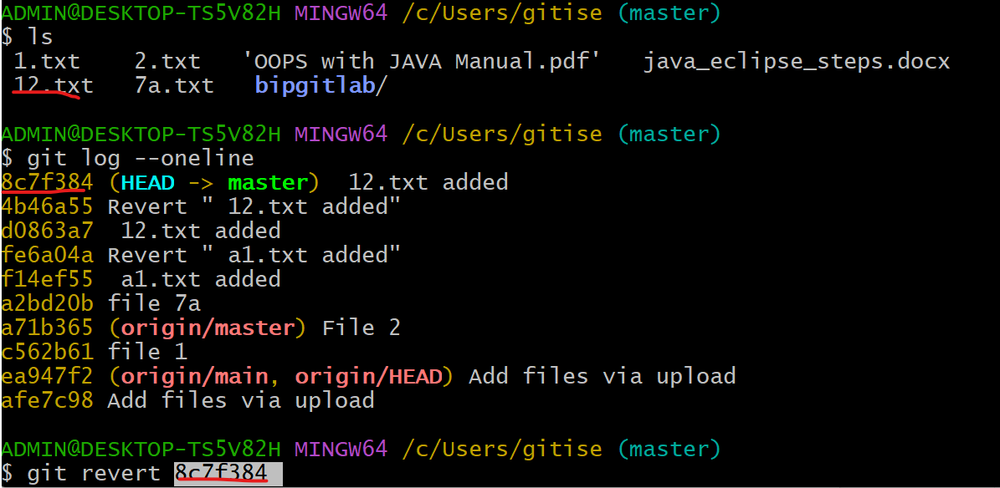 ADMIN@DESKTOP-TS5V82H MINGW64 /c/Users/gitise (master)
$ ls
1.txt 2.txt 'OOPS with JAVA Manual.pdf' java_eclipse_steps.docx
12.txt 7a.txt bipgitlab/
ADMIN@DESKTOP-TS5V82H MINGW64 /c/Users/gitise (master)
$ git log --oneline
8c7f384 (HEAD -> master) 12.txt added
4b46a55 Revert " 12.txt added"
d0863a7 12.txt added
fe6a04a Revert " a1.txt added"
f14ef55 a1.txt added
a2bd20b file 7a
a71b365 (origin/master) File 2
c562b61 file 1
ea947f2 (origin/main, origin/HEAD) Add files via upload
afe7c98 Add files via upload
ADMIN@DESKTOP-TS5V82H MINGW64 /c/Users/gitise (master)
$ git revert 8c7f384